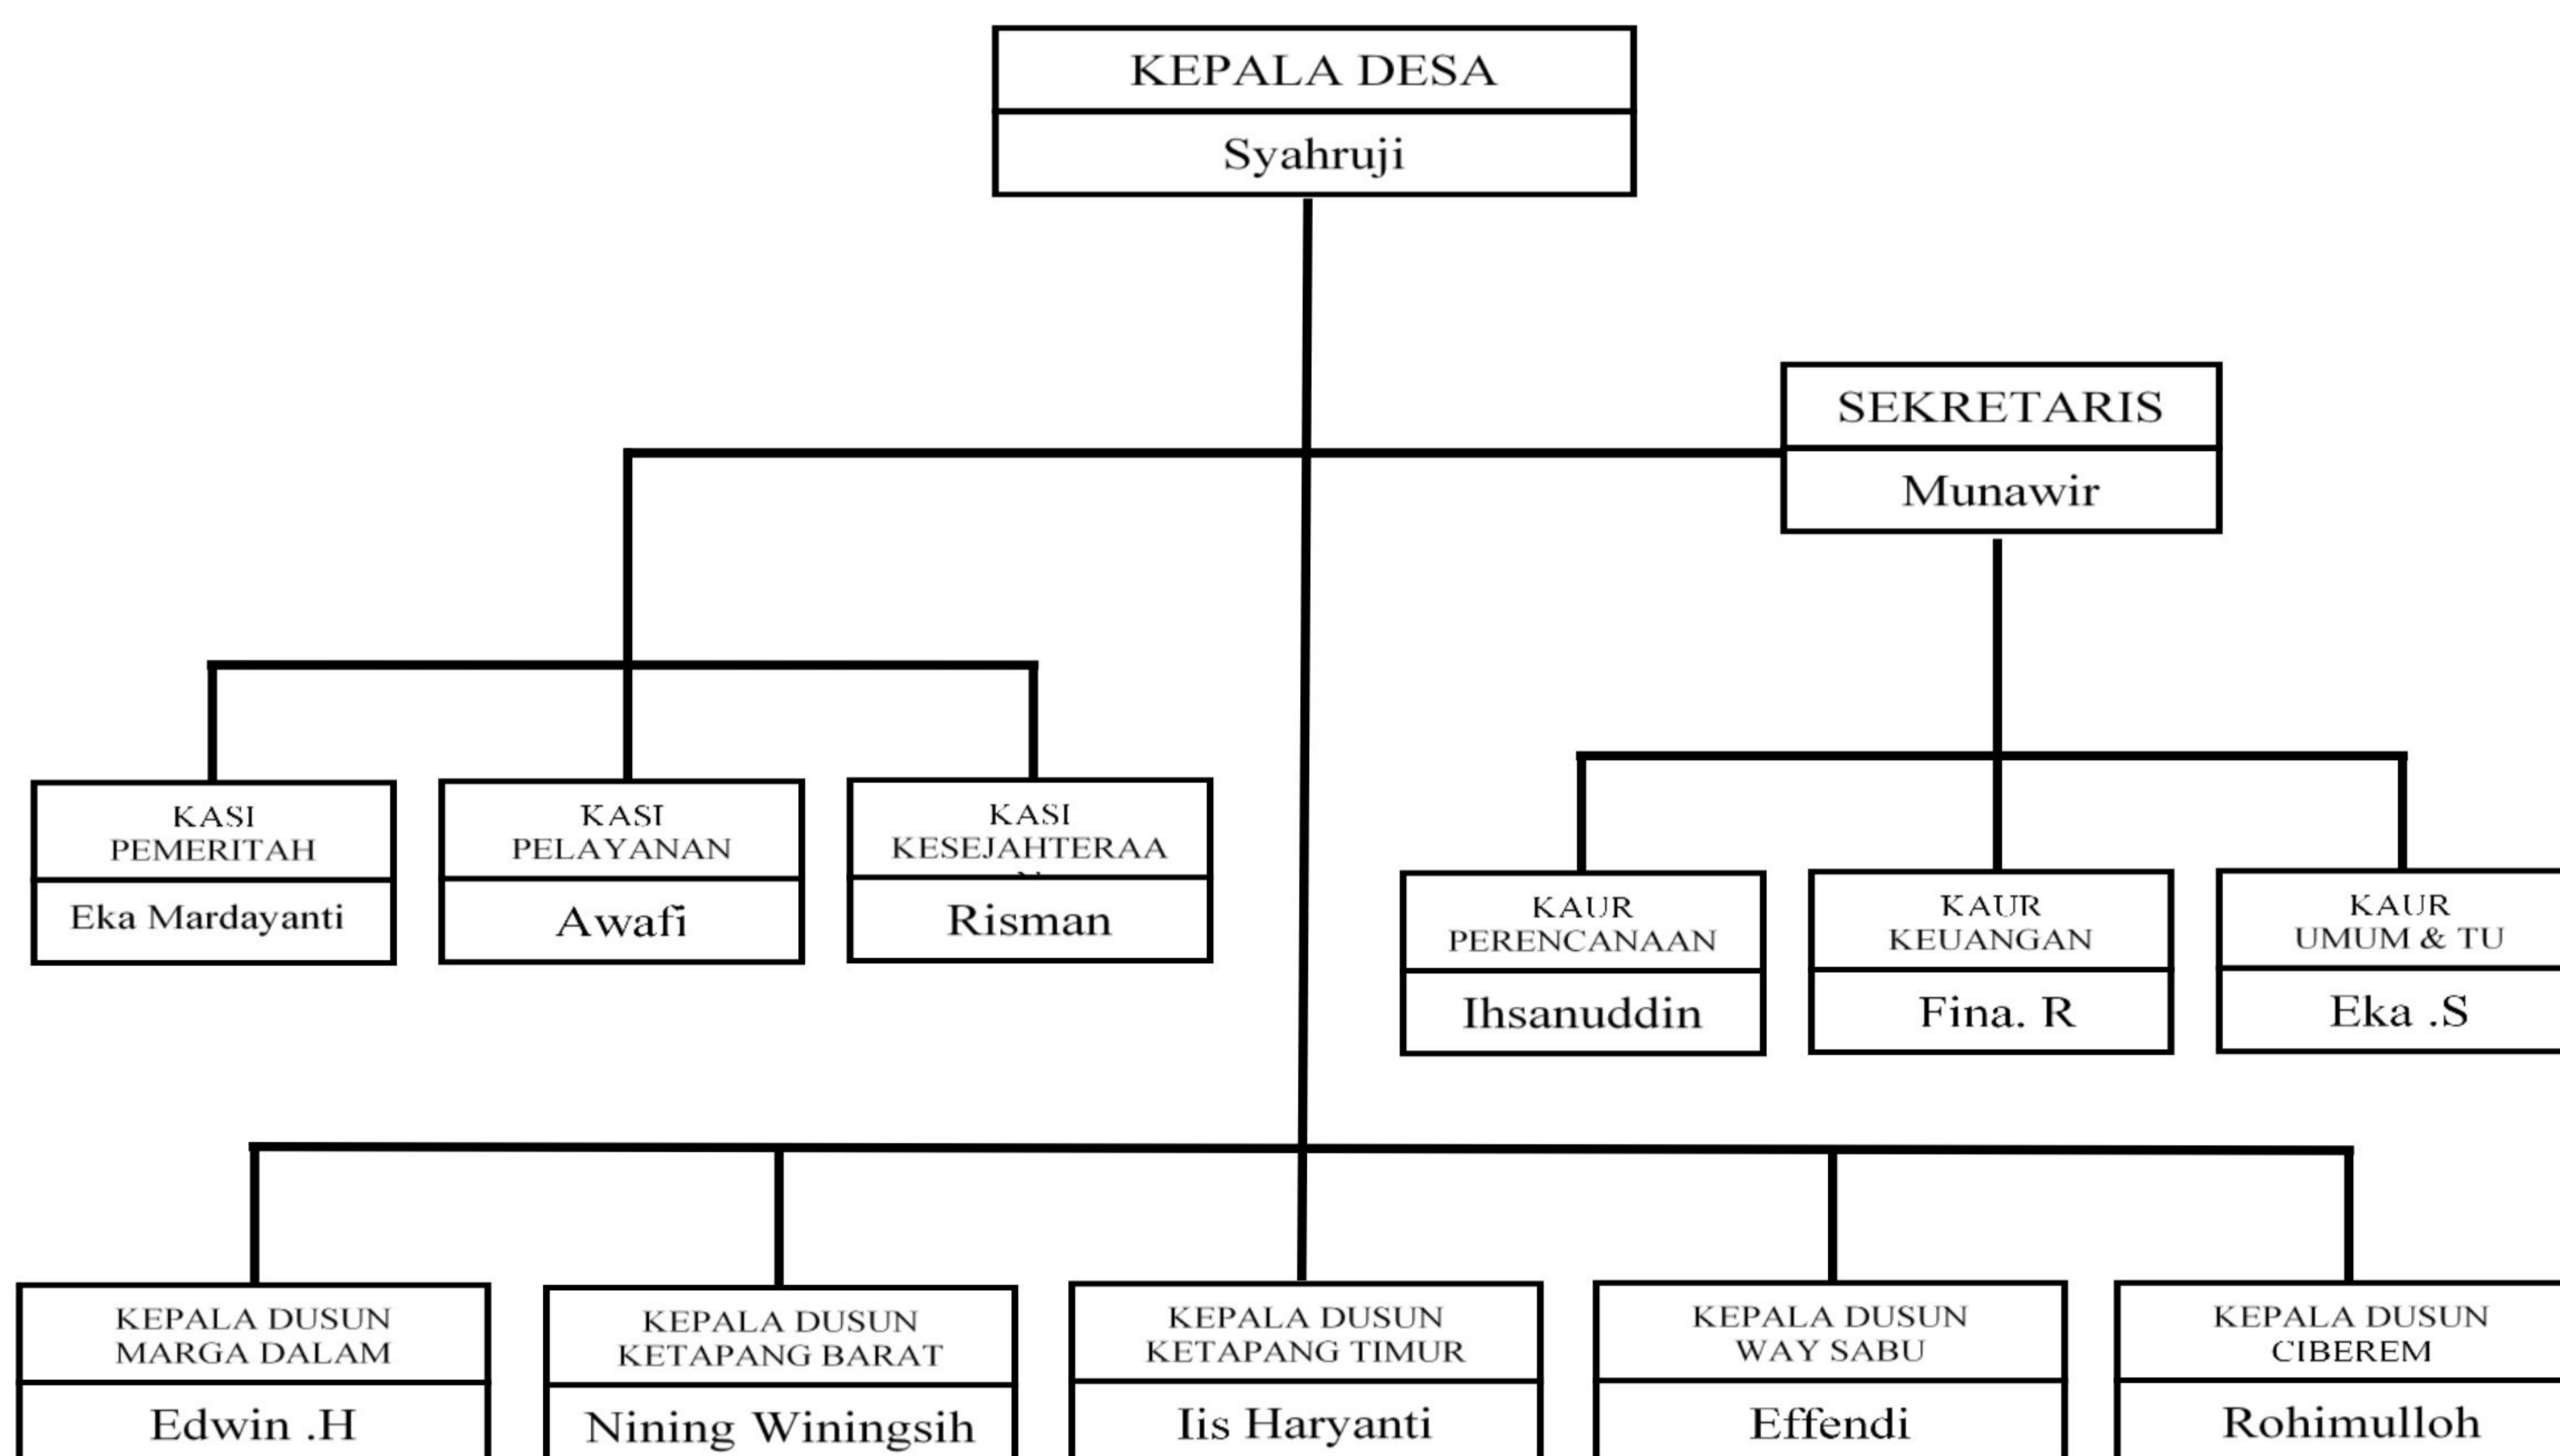 KEPALA DESA
Syahruji
SEKRETARIS
Munawir
KASI
PEMERITAH
Eka Mardayanti
KASI
PELAYANAN
Awafi
KASI
KESEJAHTERAA
Risman
KAUR
PERENCANAAN
Ihsanuddin
KAUR
KEUANGAN
Fina. R
KAUR
UMUM & TU
Eka .S
KEPALA DUSUN
MARGA DALAM
Edwin .H
KEPALA DUSUN
KETAPANG BARAT
Nining Winingsih
KEPALA DUSUN
KETAPANG TIMUR
Iis Haryanti
KEPALA DUSUN
WAY SABU
Effendi
KEPALA DUSUN
CIBEREM
Rohimulloh